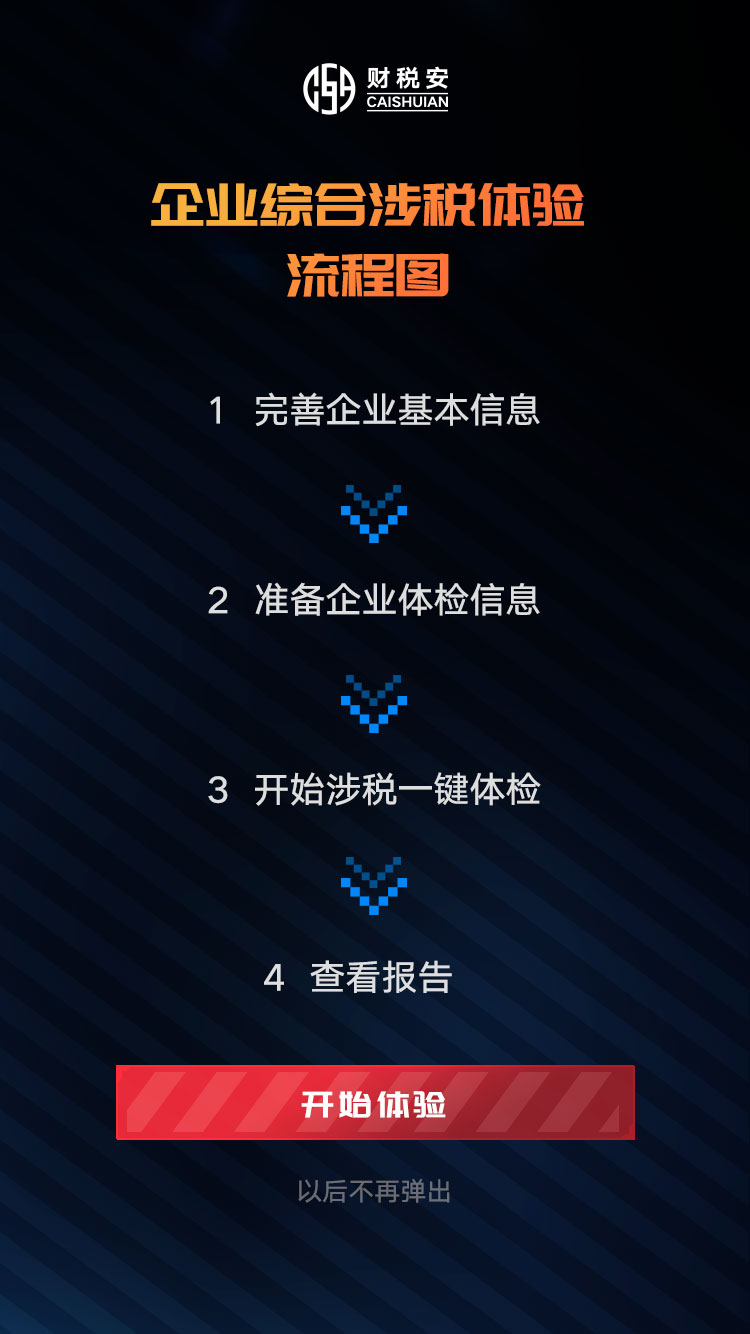 CSA 财税安
CAISHUIAN
企业综合涉税体验
流程图
1 完善企业基本信息
2 准备企业体检信息
3 开始涉税一键体检
4 查看报告
开始体验
以后不再弹出